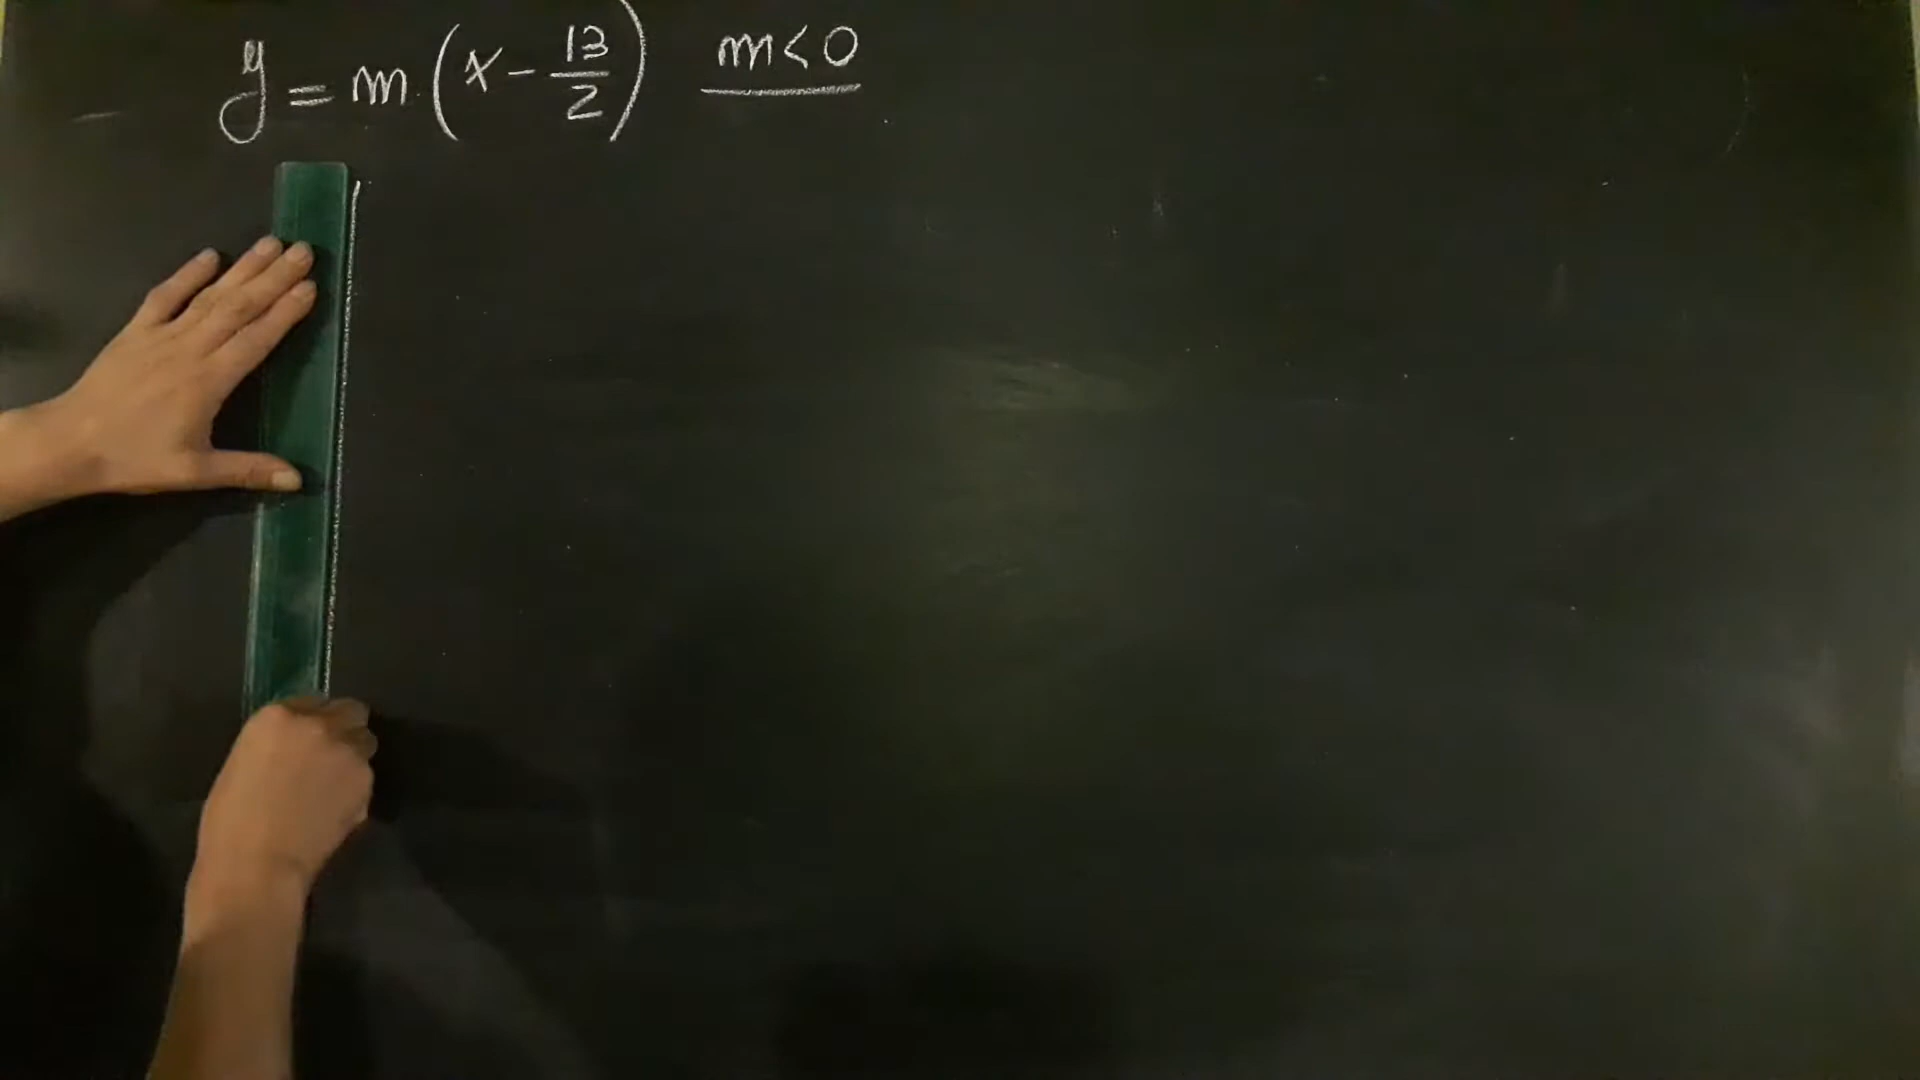 y = m (x - 13/2) m < 0